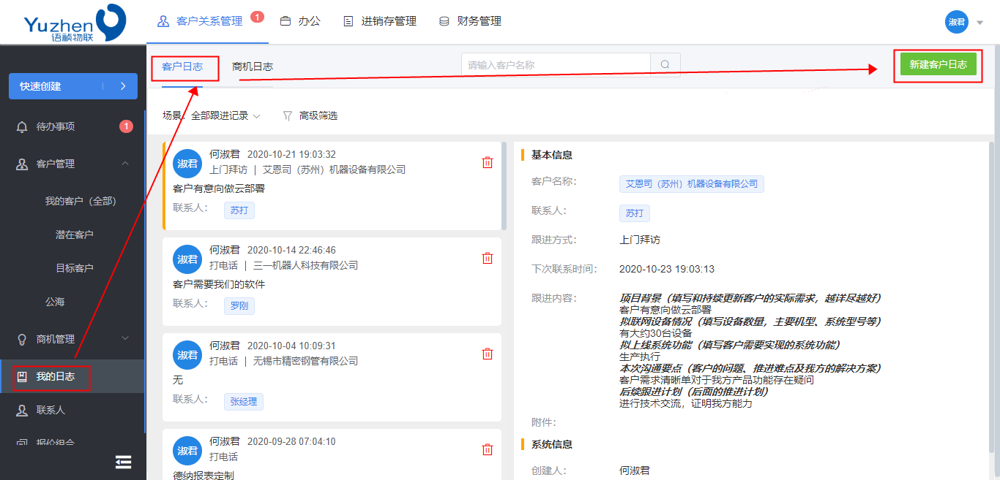 Yuzhen
语祯物联
客户关系管理 1
办公
进销存管理
财务管理
淑君
快速创建
待办事项 1
客户管理
我的客户（全部）
潜在客户
目标客户
公海
商机管理
我的日志
联系人
报价组合
客户日志
商机日志
请输入客户名称
新建客户日志
场景: 全部跟进记录
高级筛选
淑君
何淑君 2020-10-21 19:03:32
上门拜访 | 艾恩司（苏州）机器设备有限公司
客户有意向做云部署
联系人: 苏打
淑君
何淑君 2020-10-14 22:46:46
打电话 | 三一机器人科技有限公司
客户需要我们的软件
联系人: 罗刚
淑君
何淑君 2020-10-04 10:09:31
打电话 | 无锡市精密钢管有限公司
无
联系人: 张经理
淑君
何淑君 2020-09-28 07:04:10
打电话
德纳报表定制
基本信息
客户名称: 艾恩司（苏州）机器设备有限公司
联系人: 苏打
跟进方式: 上门拜访
下次联系时间: 2020-10-23 19:03:13
跟进内容: 项目背景（填写和持续更新客户的实际需求，越详尽越好）
客户有意向做云部署
拟联网设备情况（填写设备数量，主要机型、系统型号等）
有大约30台设备
拟上线系统功能（填写客户需要实现的系统功能）
生产执行
本次沟通要点（客户的问题、推进难点及我方的解决方案）
客户需求清晰单对于我方产品功能存在疑问
后续跟进计划（后面的推进计划）
进行技术交流，证明我方能力
附件:
系统信息
创建人: 何淑君